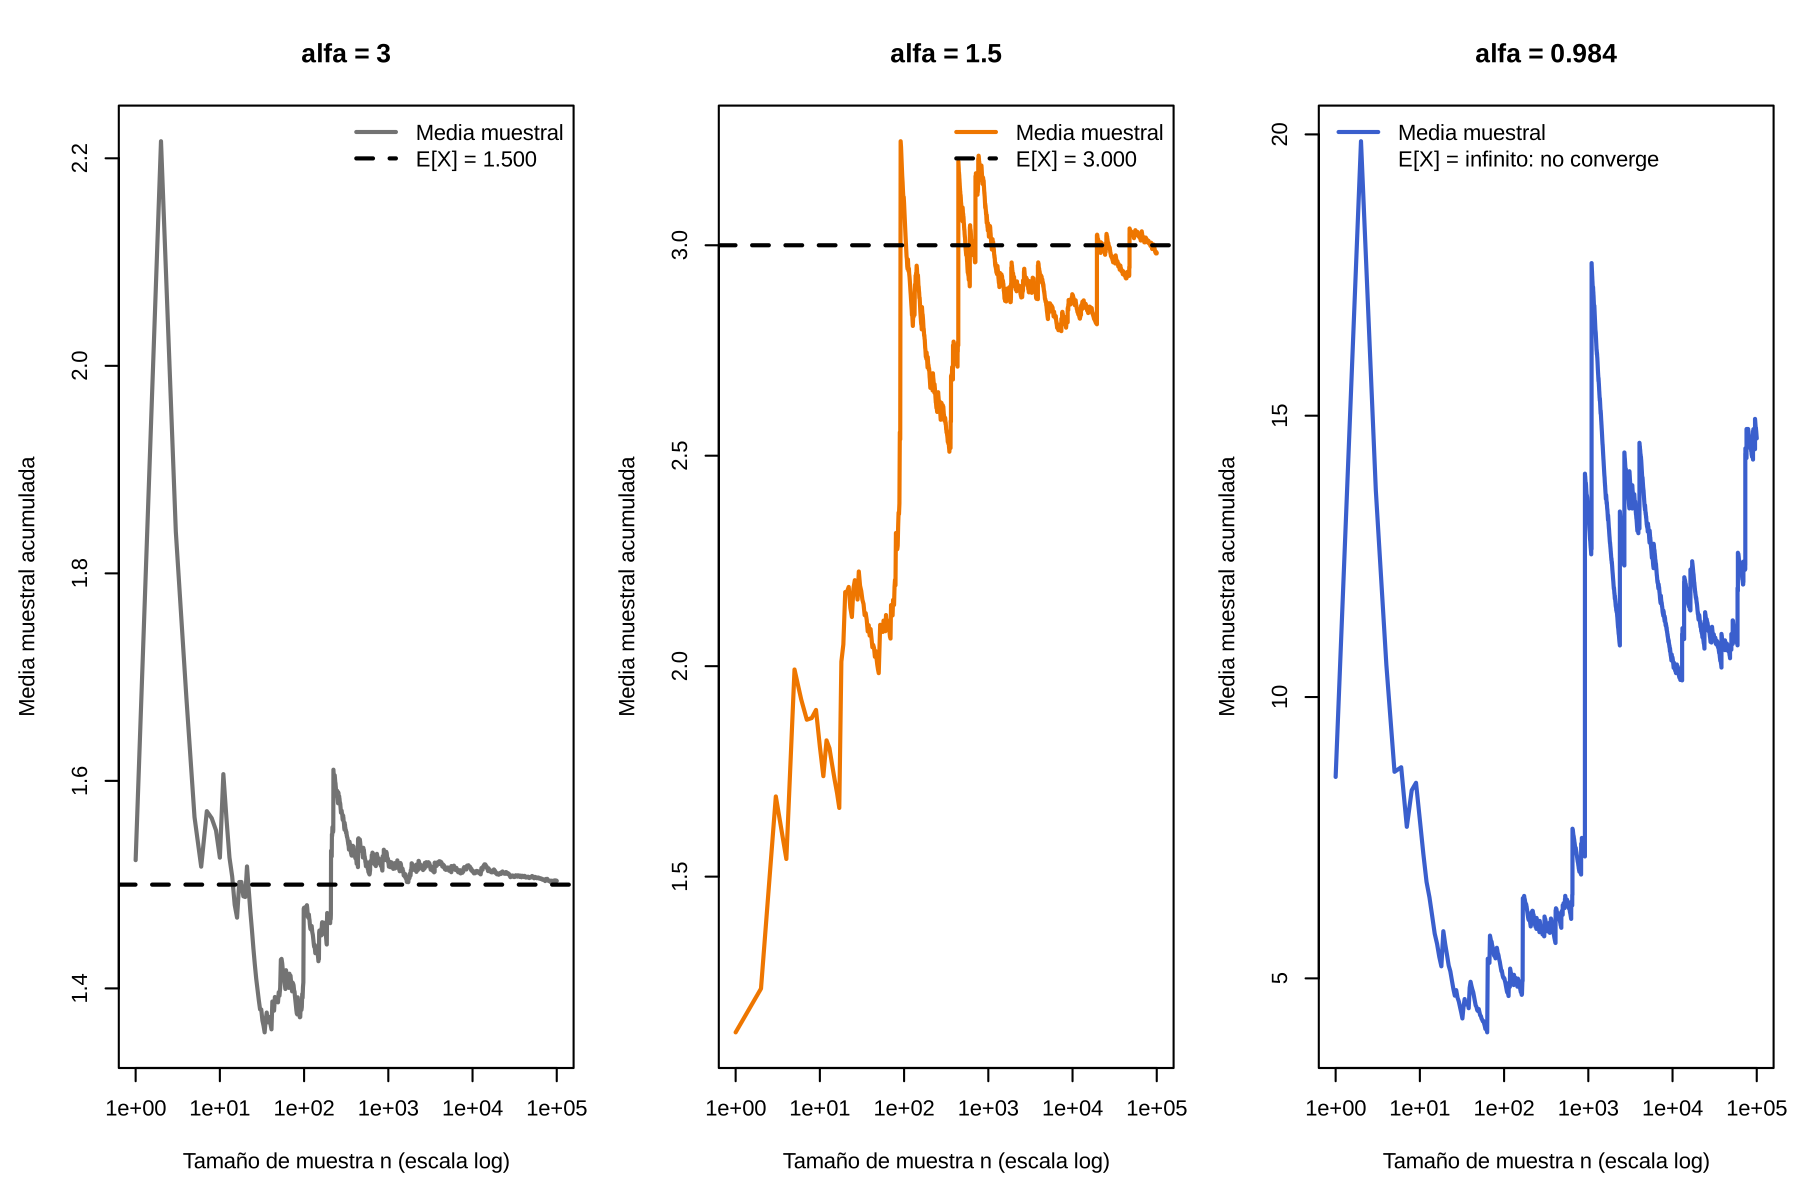 alfa = 3
Media muestral
E[X] = 1.500
2.2
2.0
1.8
1.6
1.4
Media muestral acumulada
1e+00 1e+01 1e+02 1e+03 1e+04 1e+05
Tamaño de muestra n (escala log)
alfa = 1.5
Media muestral
E[X] = 3.000
3.0
2.5
2.0
1.5
Media muestral acumulada
1e+00 1e+01 1e+02 1e+03 1e+04 1e+05
Tamaño de muestra n (escala log)
alfa = 0.984
Media muestral
E[X] = infinito: no converge
20
15
10
5
Media muestral acumulada
1e+00 1e+01 1e+02 1e+03 1e+04 1e+05
Tamaño de muestra n (escala log)